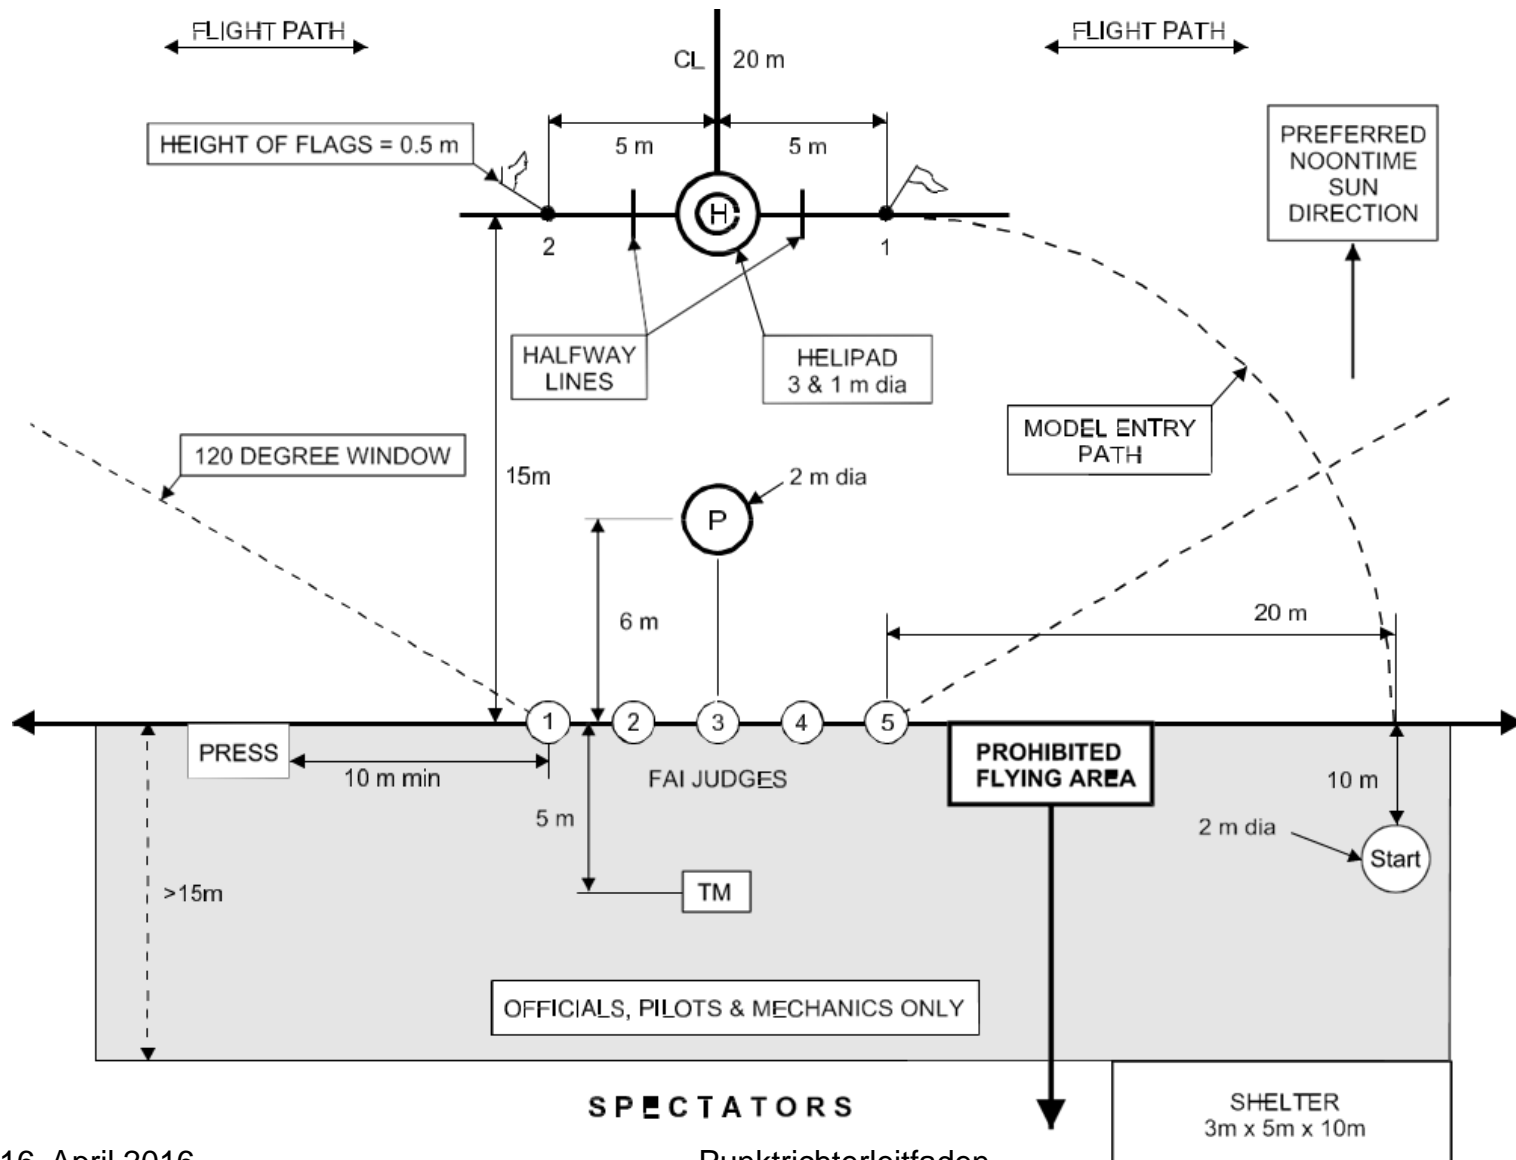 FLIGHT PATH
FLIGHT PATH
CL
20 m
HEIGHT OF FLAGS = 0.5 m
5 m
5 m
PREFERRED
NOONTIME
SUN
DIRECTION
H
2
1
HALFWAY
LINES
HELIPAD
3 & 1 m dia
MODEL ENTRY
PATH
120 DEGREE WINDOW
15m
2 m dia
P
6 m
20 m
1
2
3
4
5
PRESS
10 m min
FAI JUDGES
PROHIBITED
FLYING AREA
10 m
5 m
2 m dia
Start
>15m
TM
OFFICIALS, PILOTS & MECHANICS ONLY
SPECTATORS
SHELTER
3m x 5m x 10m
16. April 2016
Punktrichterleitfaden